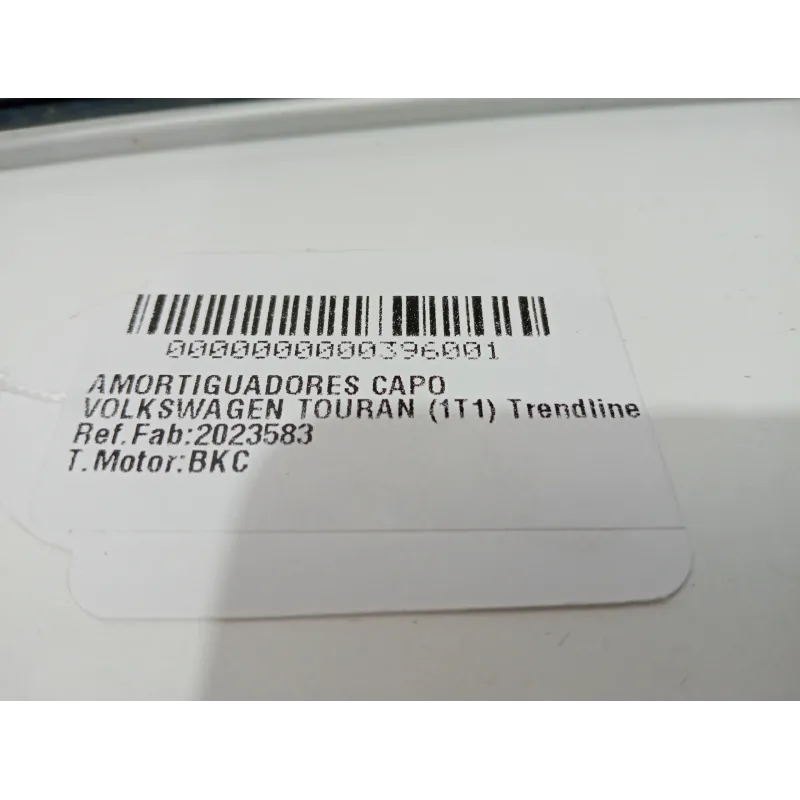 0000000000396001
AMORTIGUADORES CAPO
VOLKSWAGEN TOURAN (1T1) Trendline
Ref.Fab:2023583
T.Motor:BKC